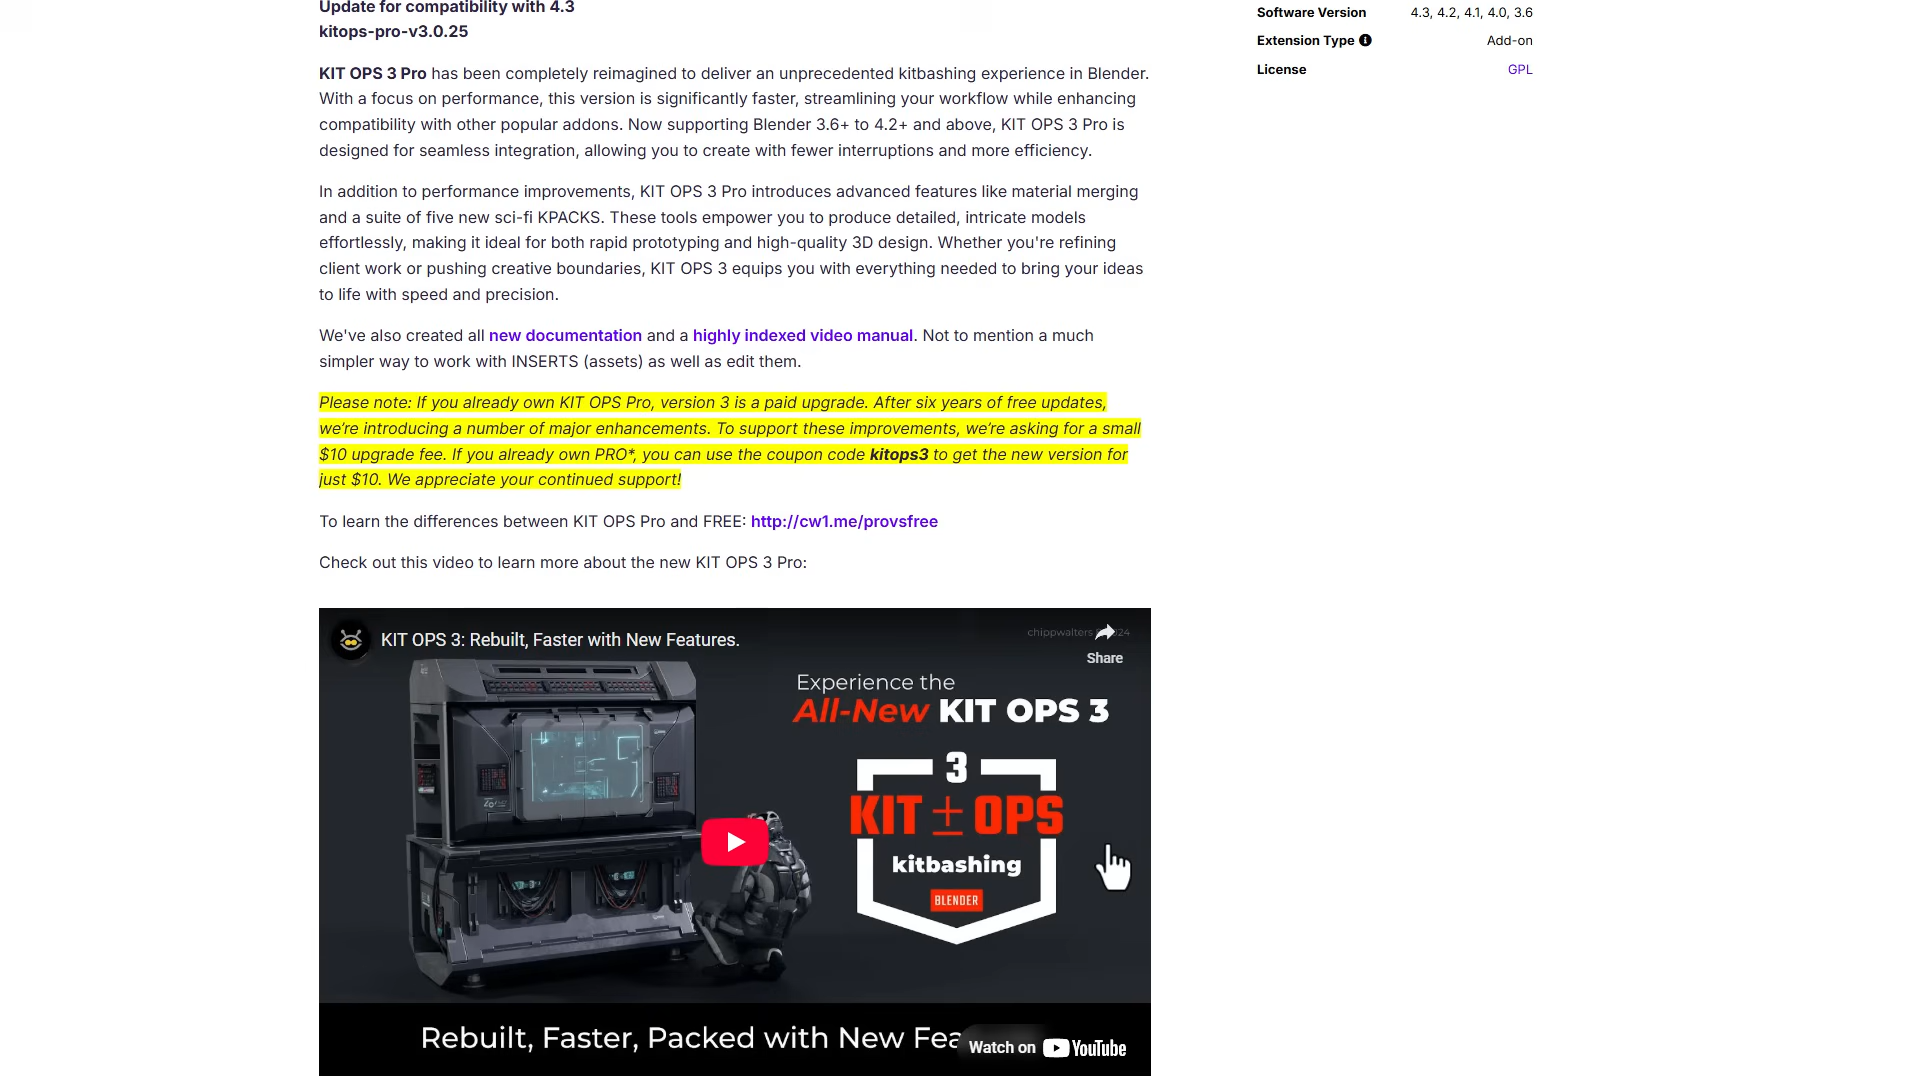 Update for compatibility with 4.3
kitops-pro-v3.0.25
KIT OPS 3 Pro has been completely reimagined to deliver an unprecedented kitbashing experience in Blender.
With a focus on performance, this version is significantly faster, streamlining your workflow while enhancing
compatibility with other popular addons. Now supporting Blender 3.6+ to 4.2+ and above, KIT OPS 3 Pro is
designed for seamless integration, allowing you to create with fewer interruptions and more efficiency.
In addition to performance improvements, KIT OPS 3 Pro introduces advanced features like material merging
and a suite of five new sci-fi KPACKS. These tools empower you to produce detailed, intricate models
effortlessly, making it ideal for both rapid prototyping and high-quality 3D design. Whether you're refining
client work or pushing creative boundaries, KIT OPS 3 equips you with everything needed to bring your ideas
to life with speed and precision.
We've also created all new documentation and a highly indexed video manual. Not to mention a much
simpler way to work with INSERTS (assets) as well as edit them.
Please note: If you already own KIT OPS Pro, version 3 is a paid upgrade. After six years of free updates,
we’re introducing a number of major enhancements. To support these improvements, we’re asking for a small
$10 upgrade fee. If you already own PRO*, you can use the coupon code kitops3 to get the new version for
just $10. We appreciate your continued support!
To learn the differences between KIT OPS Pro and FREE: http://cw1.me/provsfree
Check out this video to learn more about the new KIT OPS 3 Pro:
KIT OPS 3: Rebuilt, Faster with New Features.
chippwalters
Share
Experience the
All-New KIT OPS 3
3
KIT ± OPS
kitbashing
BLENDER
Rebuilt, Faster, Packed with New Fea
Watch on YouTube
Software Version 4.3, 4.2, 4.1, 4.0, 3.6
Extension Type Add-on
License GPL